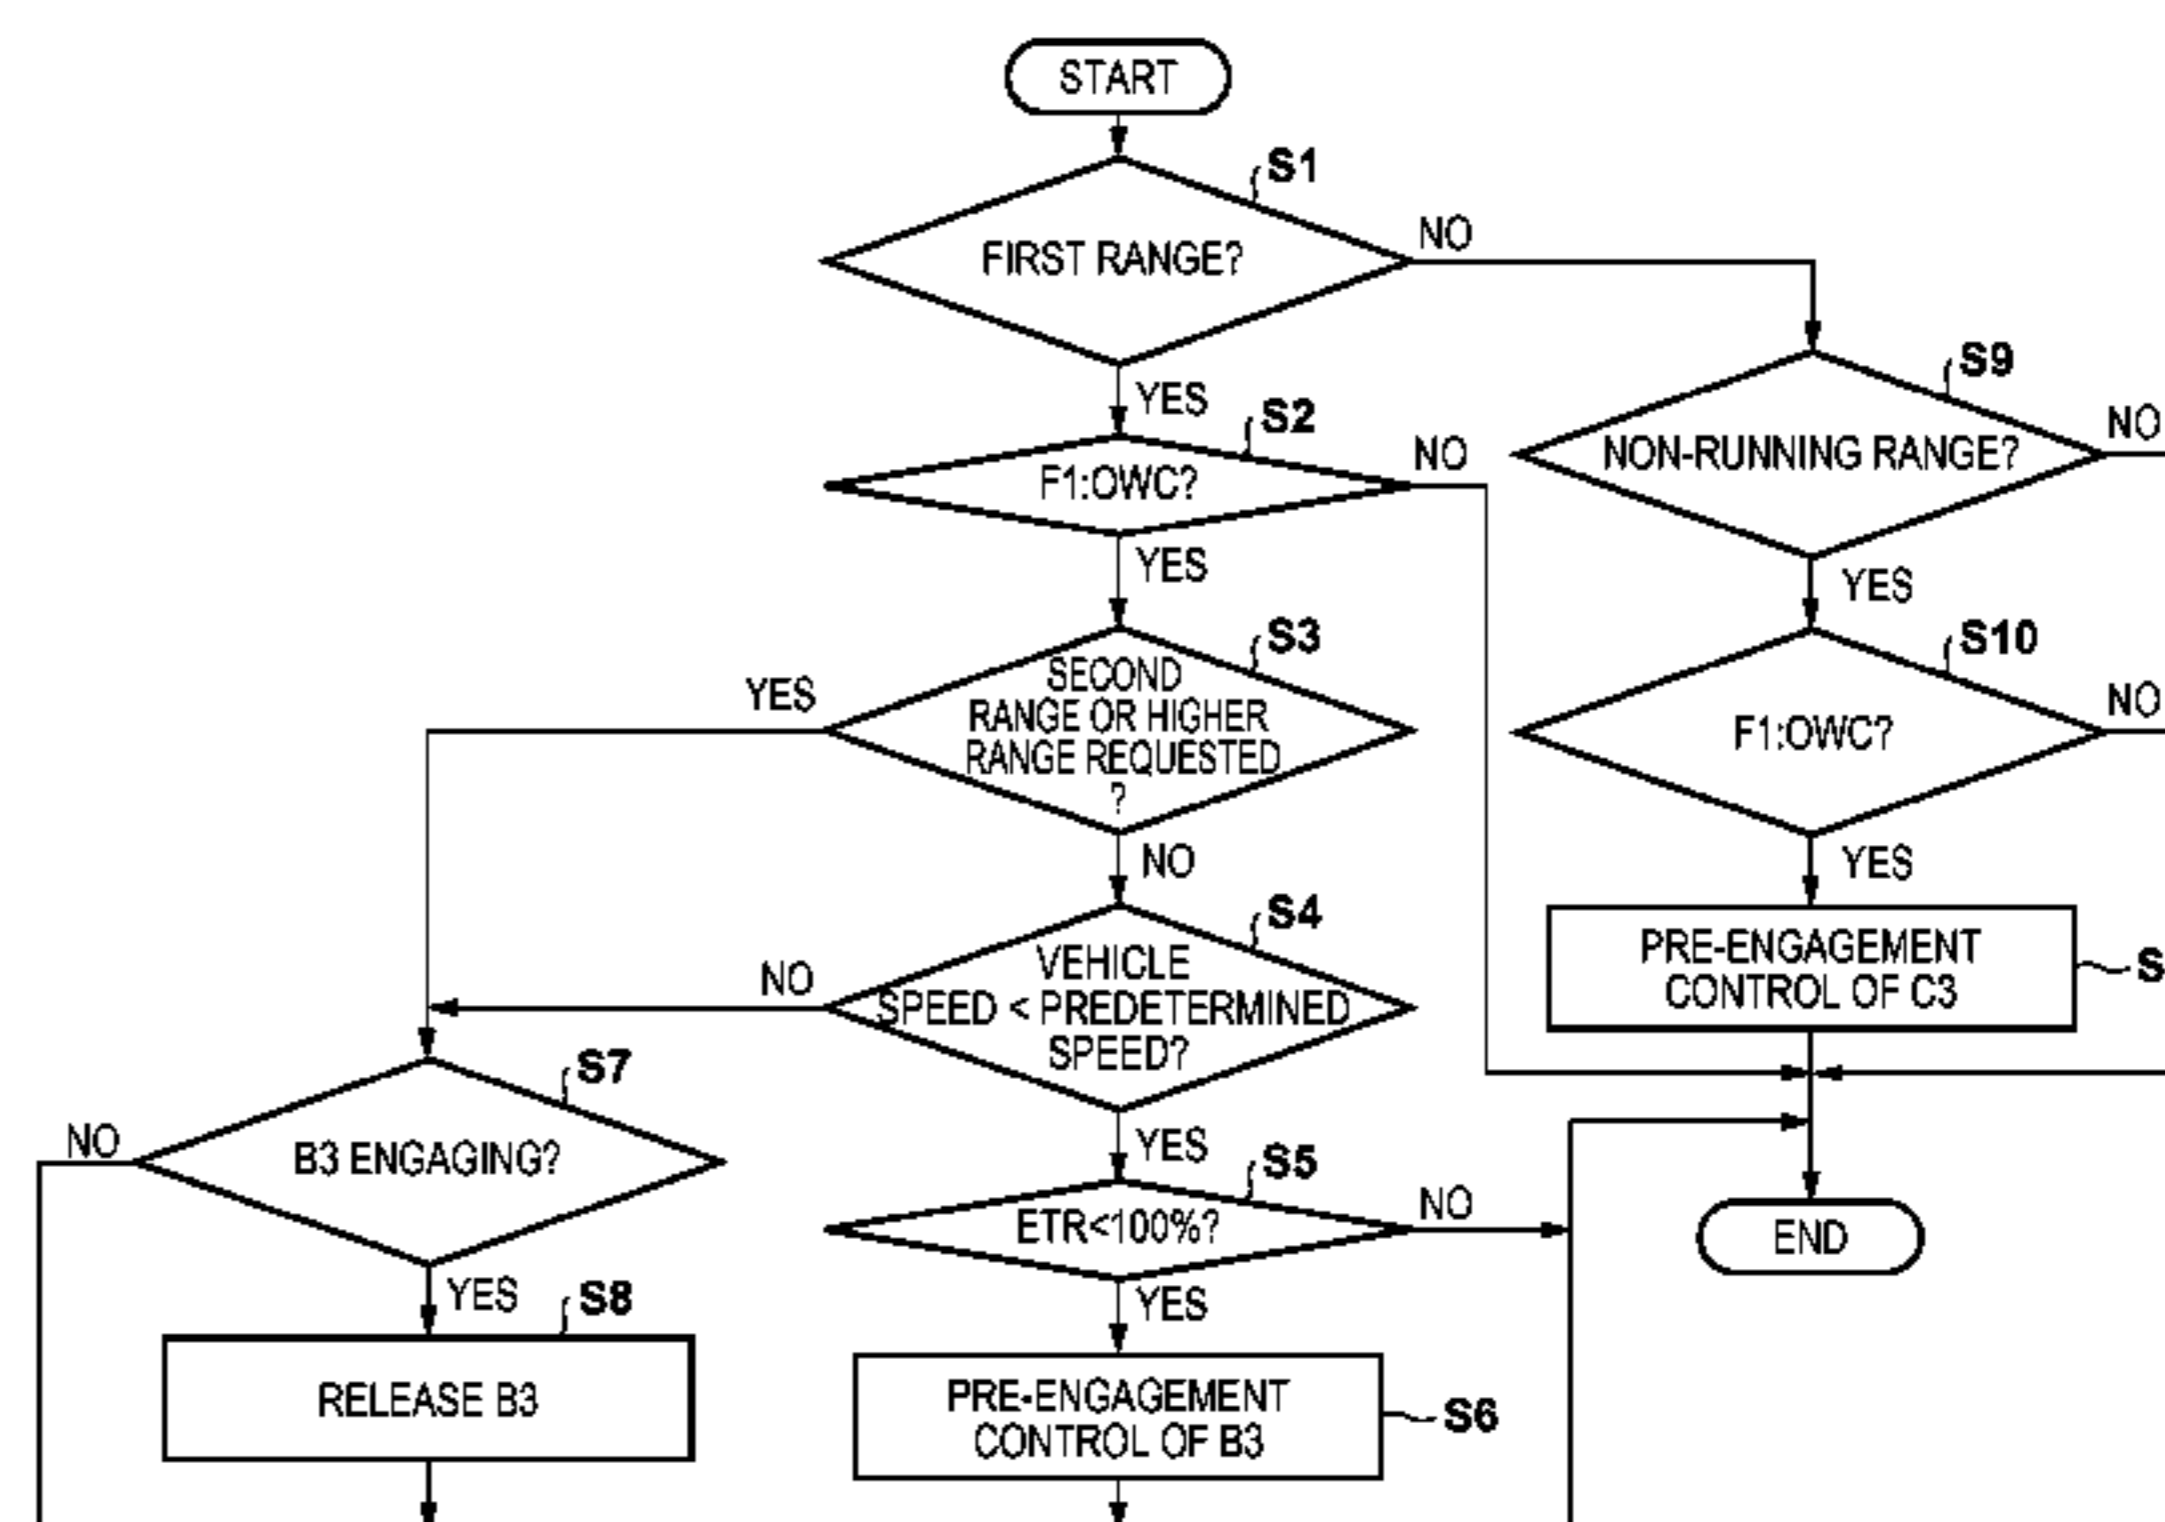 START
S1
FIRST RANGE?
NO
YES
S2
F1:OWC?
NO
YES
S3
SECOND
RANGE OR HIGHER
RANGE REQUESTED
?
YES
NO
S4
VEHICLE
SPEED < PREDETERMINED
SPEED?
NO
YES
S5
ETR<100%?
NO
YES
PRE-ENGAGEMENT
CONTROL OF B3
S6
S7
B3 ENGAGING?
NO
YES
S8
RELEASE B3
S9
NON-RUNNING RANGE?
NO
YES
S10
F1:OWC?
NO
YES
PRE-ENGAGEMENT
CONTROL OF C3
S
END